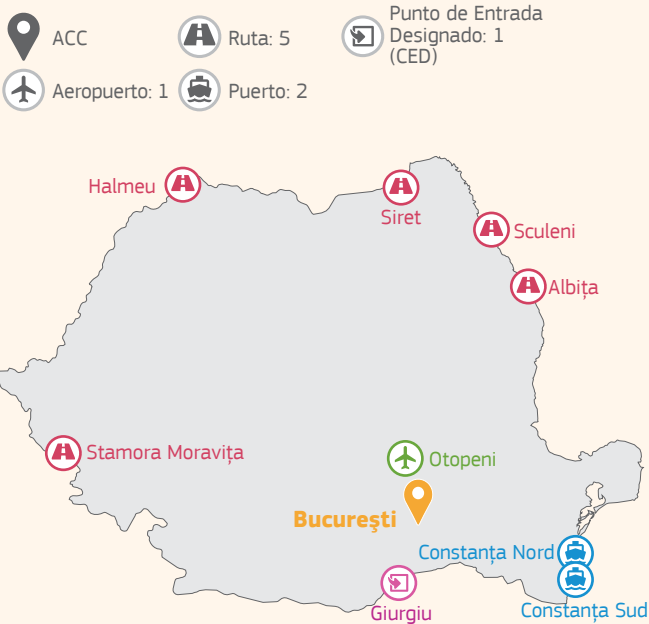 ACC
Ruta: 5
Punto de Entrada
Designado: 1
(CED)
Aeropuerto: 1
Puerto: 2
Halmeu
Siret
Sculeni
Albița
Stamora Moravița
Otopeni
Bucureşti
Constanța Nord
Giurgiu
Constanța Sud